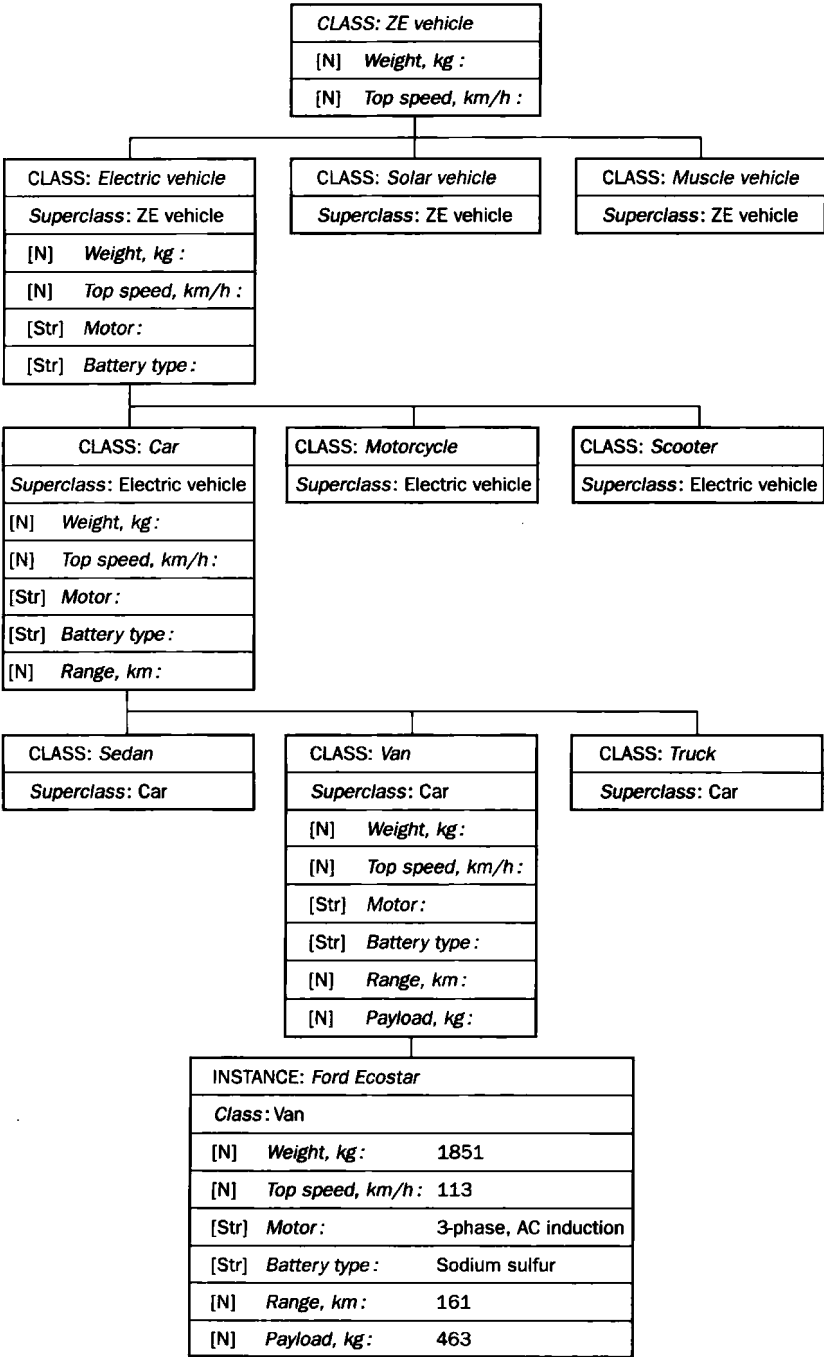 CLASS: ZE vehicle
[N] Weight, kg :
[N] Top speed, km/h :
CLASS: Electric vehicle
Superclass: ZE vehicle
[N] Weight, kg :
[N] Top speed, km/h :
[Str] Motor:
[Str] Battery type :
CLASS: Solar vehicle
Superclass: ZE vehicle
CLASS: Muscle vehicle
Superclass: ZE vehicle
CLASS: Car
Superclass: Electric vehicle
[N] Weight, kg:
[N] Top speed, km/h :
[Str] Motor:
[Str] Battery type :
[N] Range, km :
CLASS: Motorcycle
Superclass: Electric vehicle
CLASS: Scooter
Superclass: Electric vehicle
CLASS: Sedan
Superclass: Car
CLASS: Van
Superclass: Car
[N] Weight, kg:
[N] Top speed, km/h :
[Str] Motor:
[Str] Battery type :
[N] Range, km :
[N] Payload, kg:
CLASS: Truck
Superclass: Car
INSTANCE: Ford Ecostar
Class: Van
[N] Weight, kg: 1851
[N] Top speed, km/h: 113
[Str] Motor: 3-phase, AC induction
[Str] Battery type : Sodium sulfur
[N] Range, km : 161
[N] Payload, kg: 463